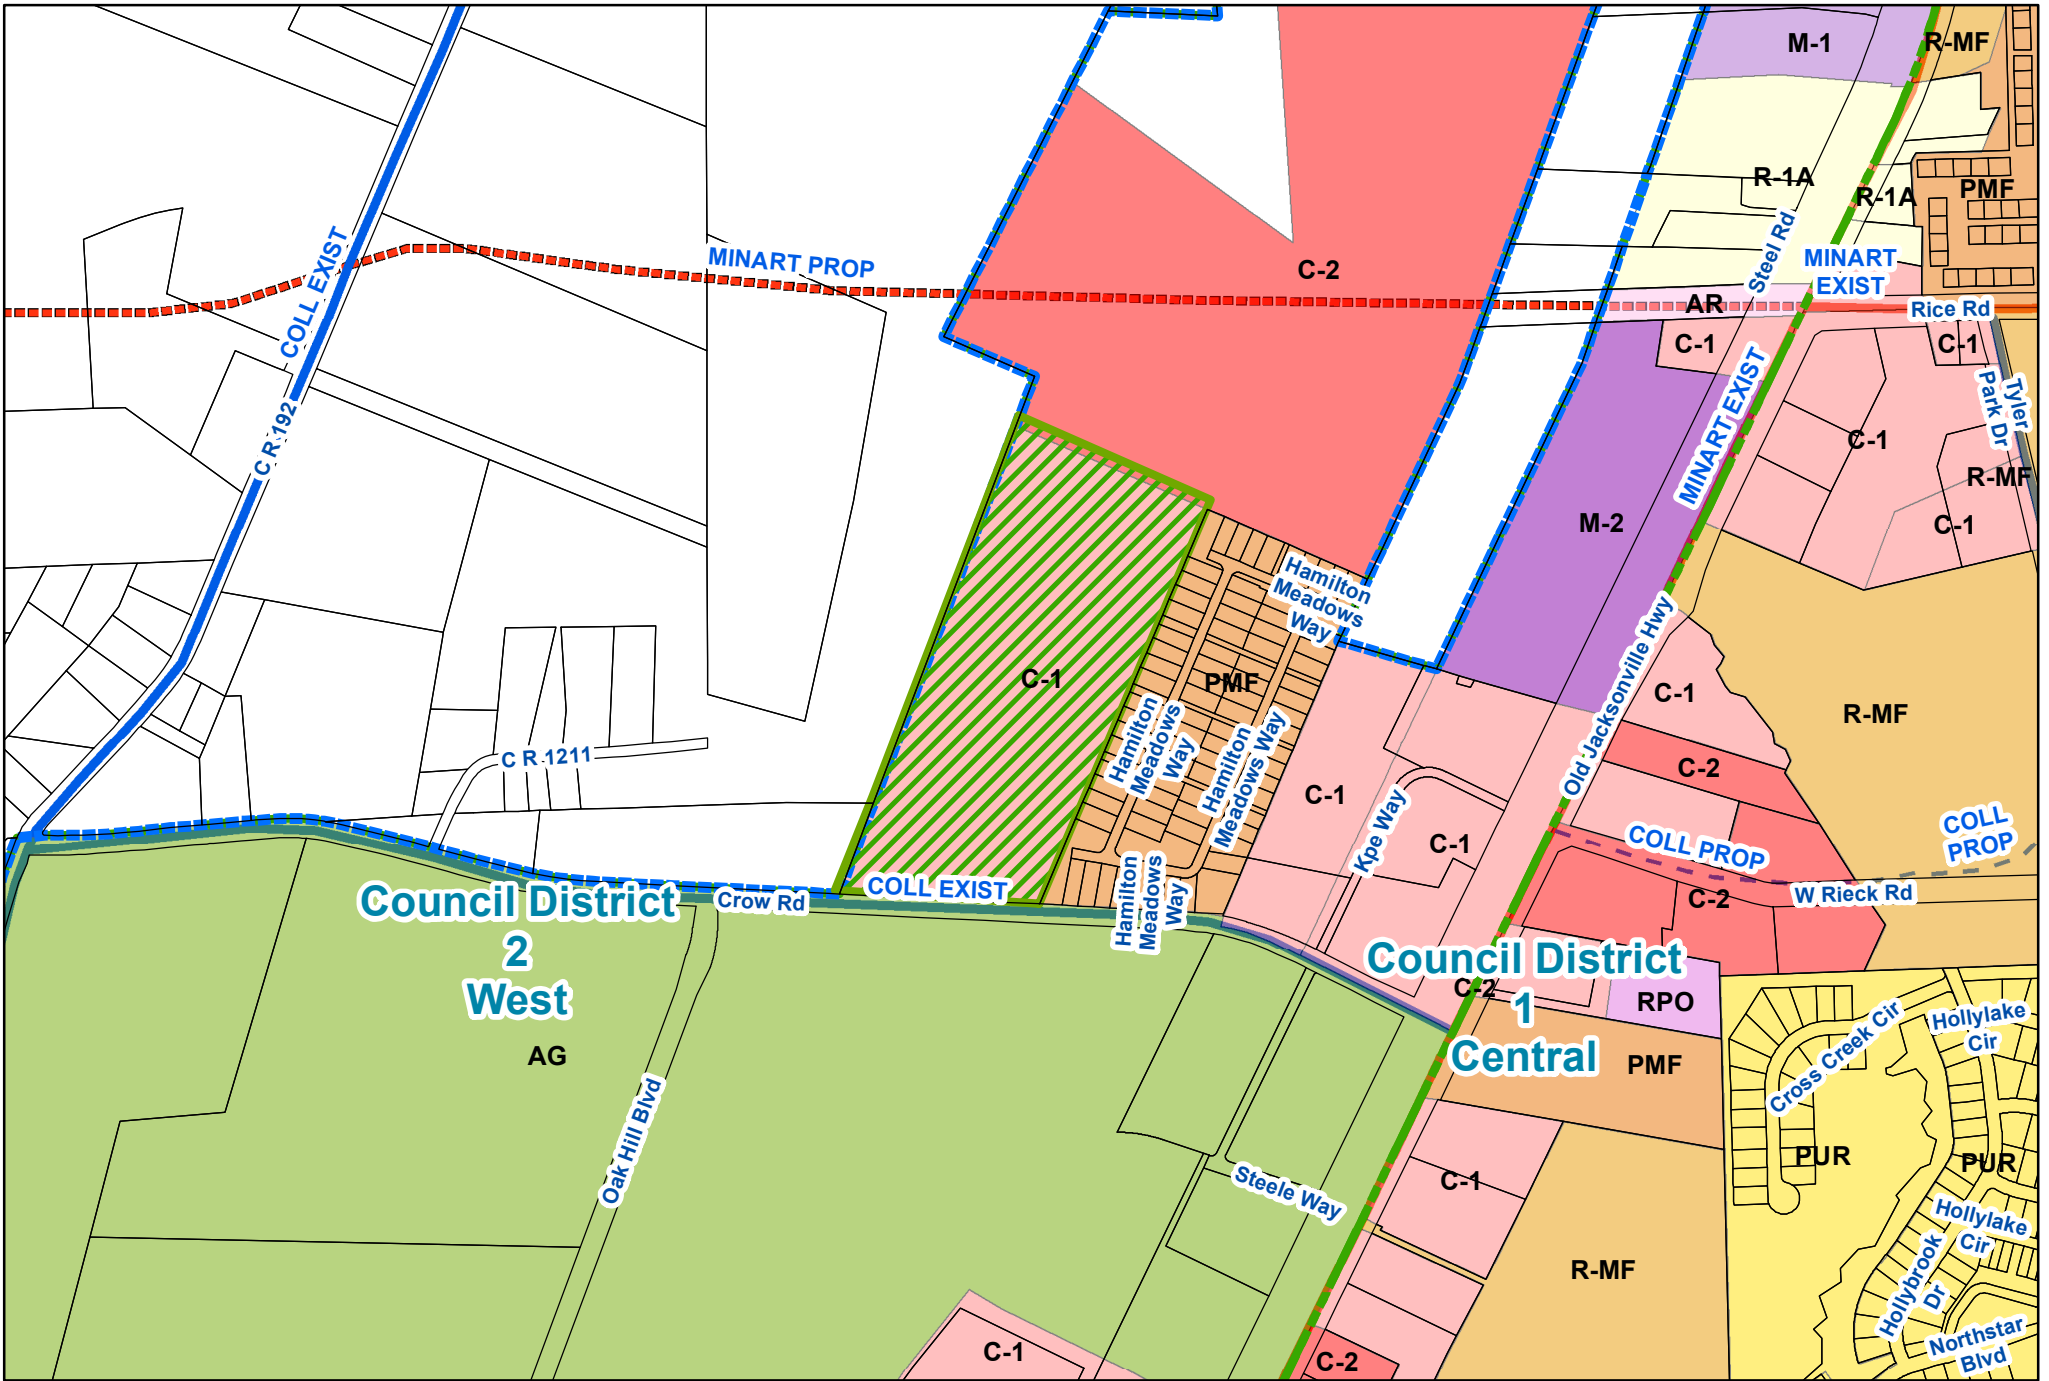 M-1
R-MF
R-1A
R-1A
PMF
Steel Rd
COLL EXIST
MINART PROP
C-2
MINART
EXIST
AR
Rice Rd
C-1
C-1
Tyler
Park Dr
MINART EXIST
C R 192
C-1
R-MF
C-1
M-2
Hamilton
Meadows
Way
Old Jacksonville Hwy
C-1
PMF
C-1
R-MF
Hamilton
Meadows
Way
Hamilton
Meadows Way
C R 1211
C-2
C-1
Kpe Way
C-1
COLL PROP
COLL
PROP
W Rieck Rd
C-2
COLL EXIST
Crow Rd
Hamilton
Meadows
Way
Council District
2
West
Council District
1
Central
C-2
RPO
AG
PMF
Cross Creek Cir
Hollylake
Cir
Oak Hill Blvd
PUR
PUR
Steele Way
C-1
Hollylake
Cir
Hollybrook
Dr
R-MF
Northstar
Blvd
C-1
C-2